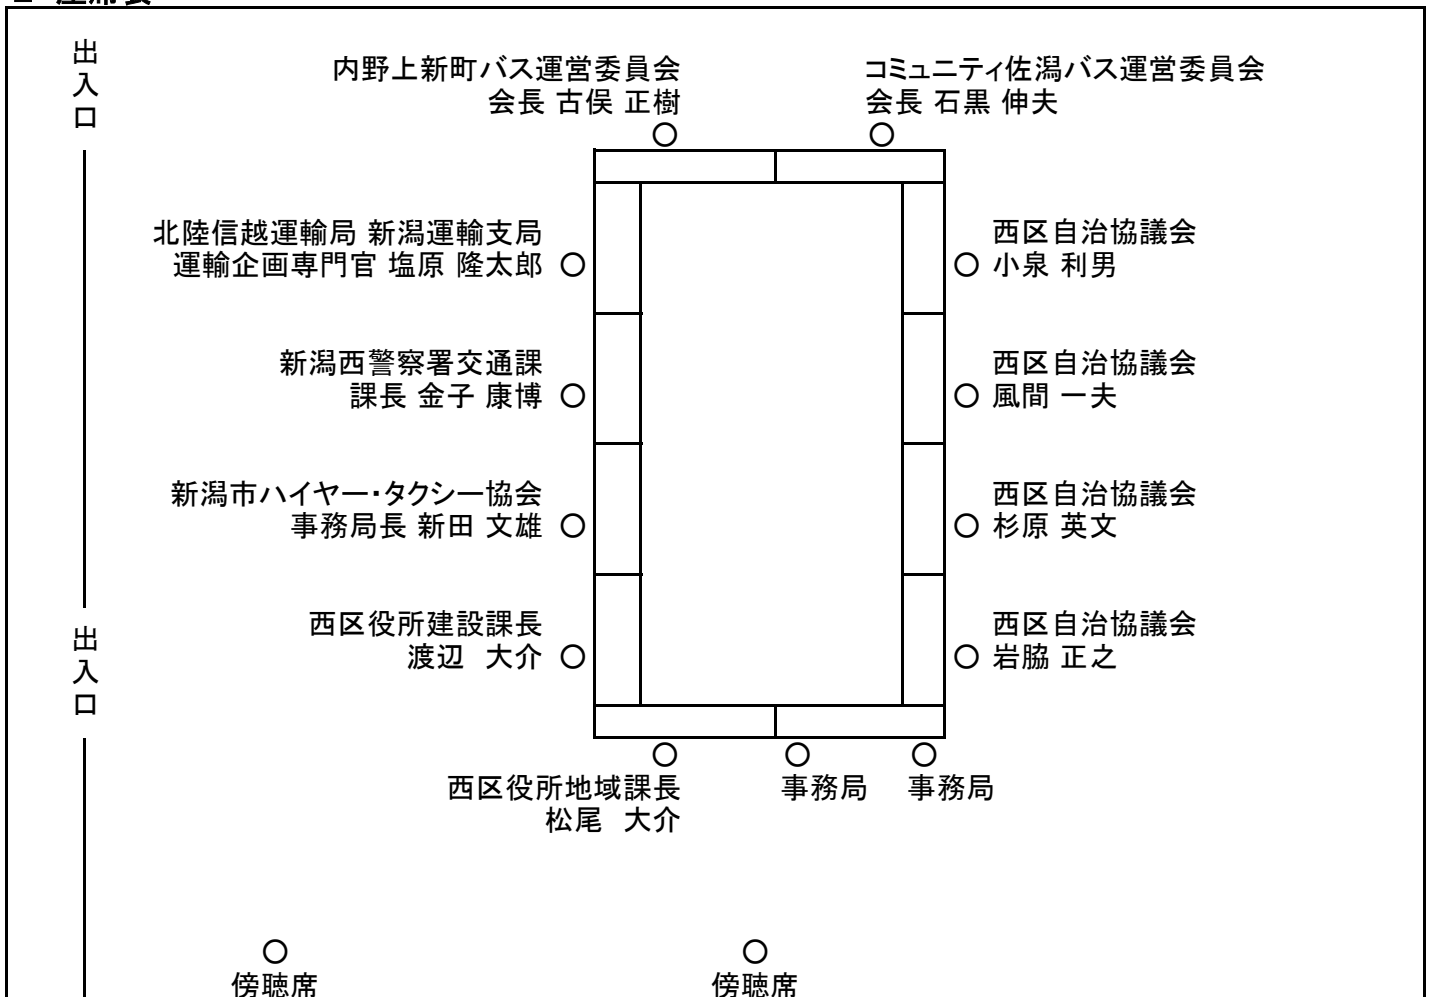 出入口
内野上新町バス運営委員会
会長 古俣 正樹
コミュニティ佐潟バス運営委員会
会長 石黒 伸夫
北陸信越運輸局 新潟運輸支局
運輸企画専門官 塩原 隆太郎
西区自治協議会
小泉 利男
新潟西警察署交通課
課長 金子 康博
西区自治協議会
風間 一夫
新潟市ハイヤー・タクシー協会
事務局長 新田 文雄
西区自治協議会
杉原 英文
出入口
西区役所建設課長
渡辺　大介
西区自治協議会
岩脇 正之
西区役所地域課長
松尾　大介
事務局
事務局
傍聴席
傍聴席